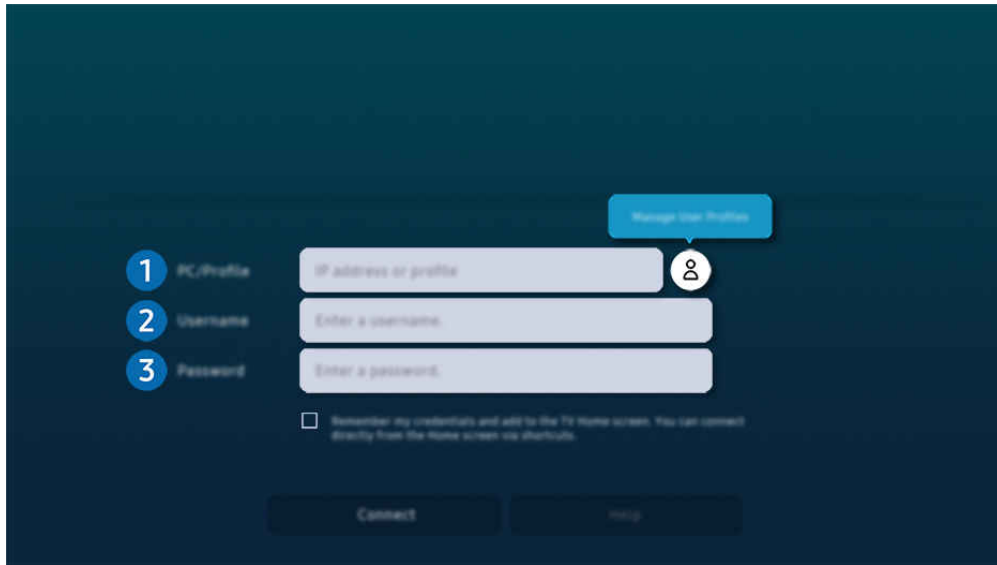 Manage User Profiles
1 PC/Profile IP address or profile
2 Username Enter a username.
3 Password Enter a password.
Remember my credentials and add to the TV Home screen. You can connect
directly from the Home screen via shortcuts.
Connect Help